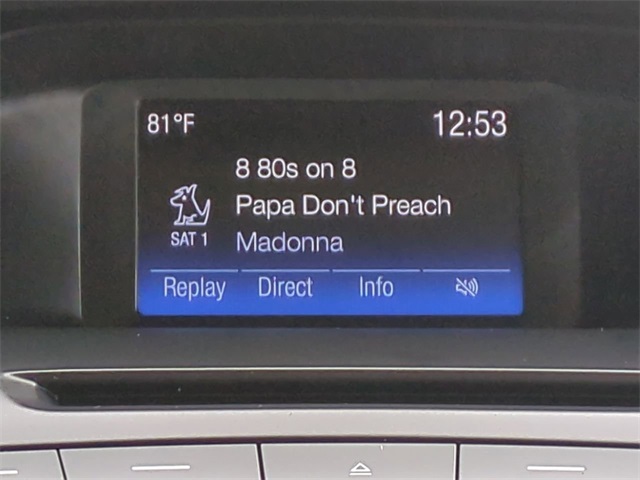 81°F 12:53
8 80s on 8
Papa Don't Preach
SAT 1 Madonna
Replay Direct Info